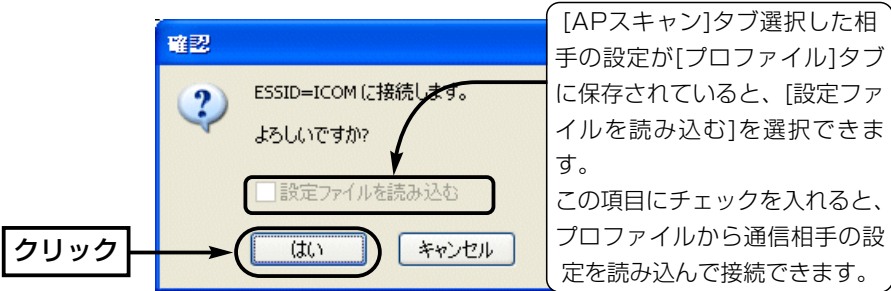 確認
ESSID=ICOM に接続します。
よろしいですか?
設定ファイルを読み込む
はい
キャンセル
クリック
[APスキャン]タブ選択した相
手の設定が[プロファイル]タブ
に保存されていると、[設定ファ
イルを読み込む]を選択できま
す。
この項目にチェックを入れると、
プロファイルから通信相手の設
定を読み込んで接続できます。